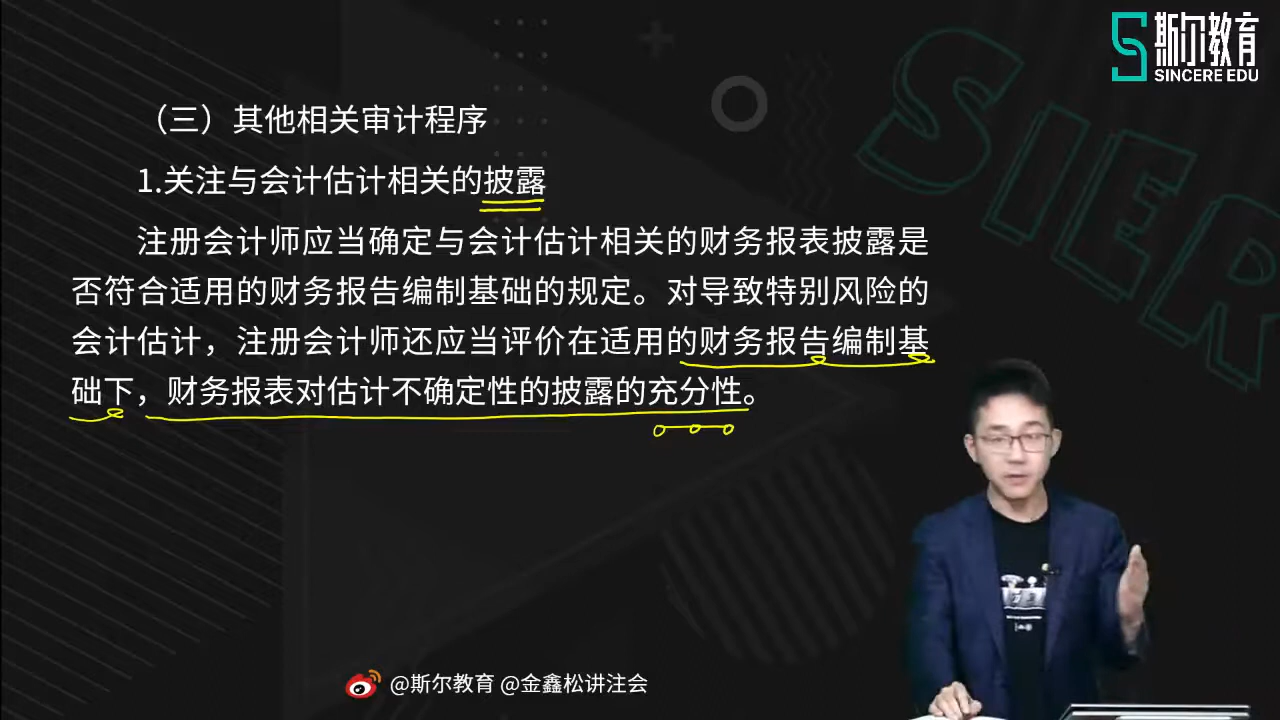 斯尔教育
SINCERE EDU
（三）其他相关审计程序
1.关注与会计估计相关的披露
注册会计师应当确定与会计估计相关的财务报表披露是
否符合适用的财务报告编制基础的规定。对导致特别风险的
会计估计，注册会计师还应当评价在适用的财务报告编制基
础下，财务报表对估计不确定性的披露的充分性。
@斯尔教育 @金鑫松讲注会